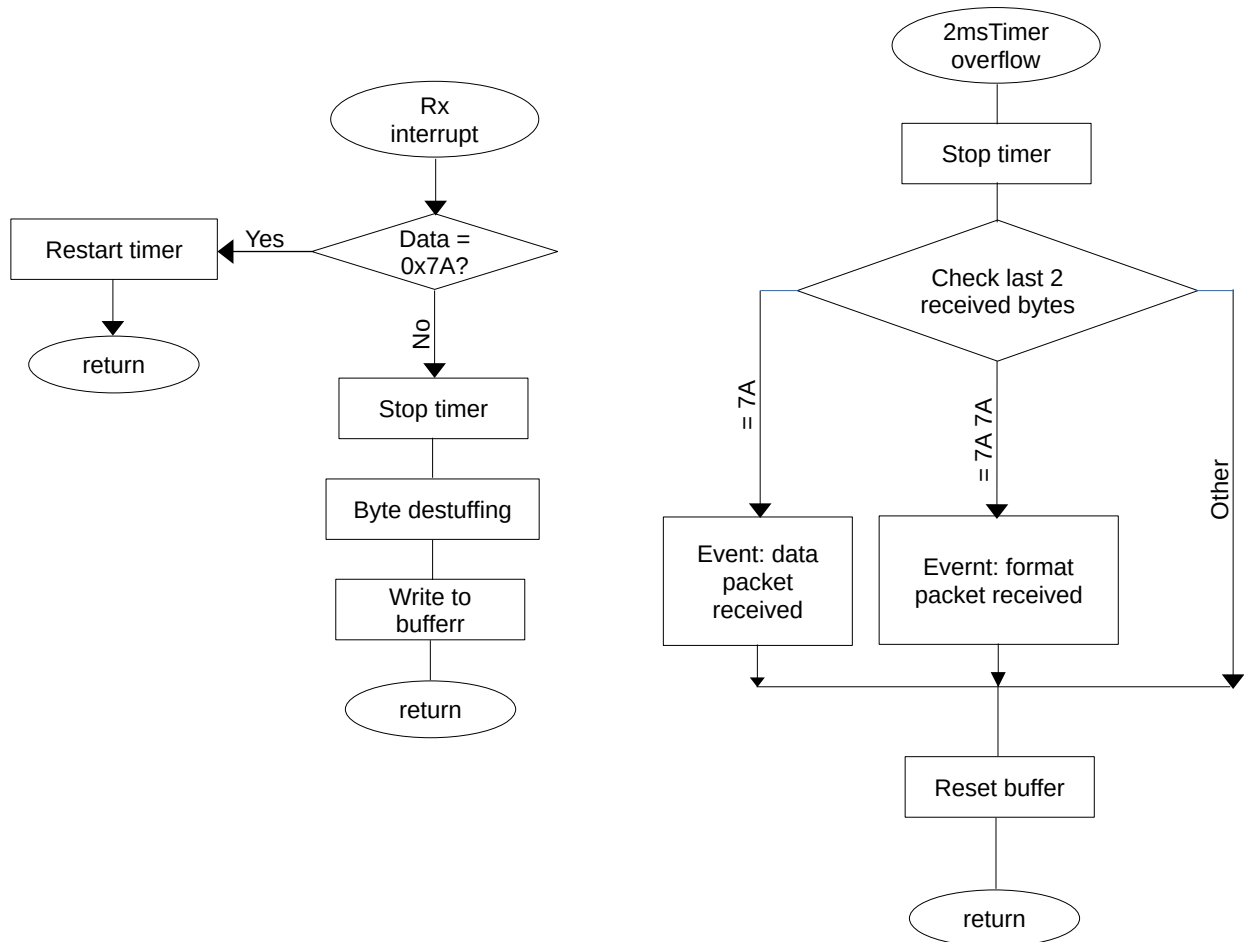 Rx
interrupt
Data =
0x7A?
Yes
Restart timer
return
No
Stop timer
Byte destuffing
Write to
bufferr
return
2msTimer
overflow
Stop timer
Check last 2
received bytes
= 7A
= 7A 7A
Other
Event: data
packet
received
Evernt: format
packet received
Reset buffer
return